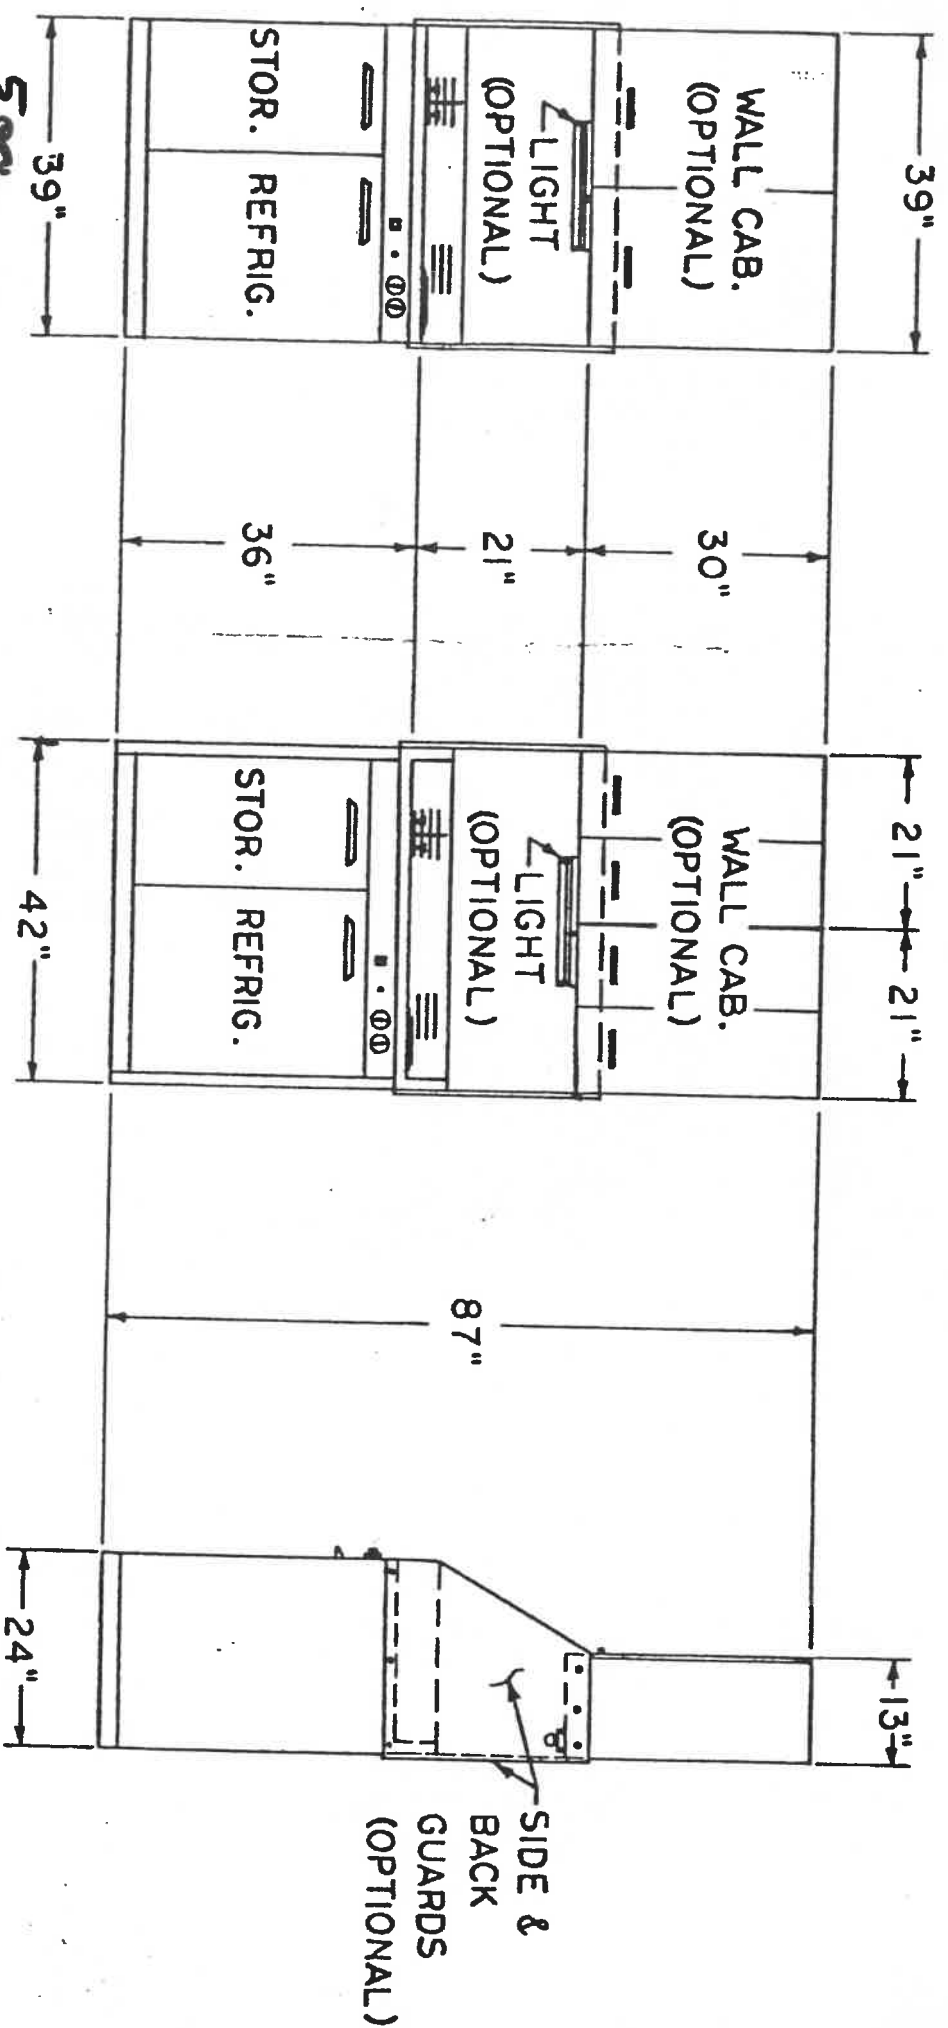 39"
WALL CAB.
(OPTIONAL)
LIGHT
(OPTIONAL)
STOR. REFRIG.
39"
30"
21"
36"
21" 21"
WALL CAB.
(OPTIONAL)
LIGHT
(OPTIONAL)
STOR. REFRIG.
42"
87"
13"
SIDE &
BACK
GUARDS
(OPTIONAL)
24"